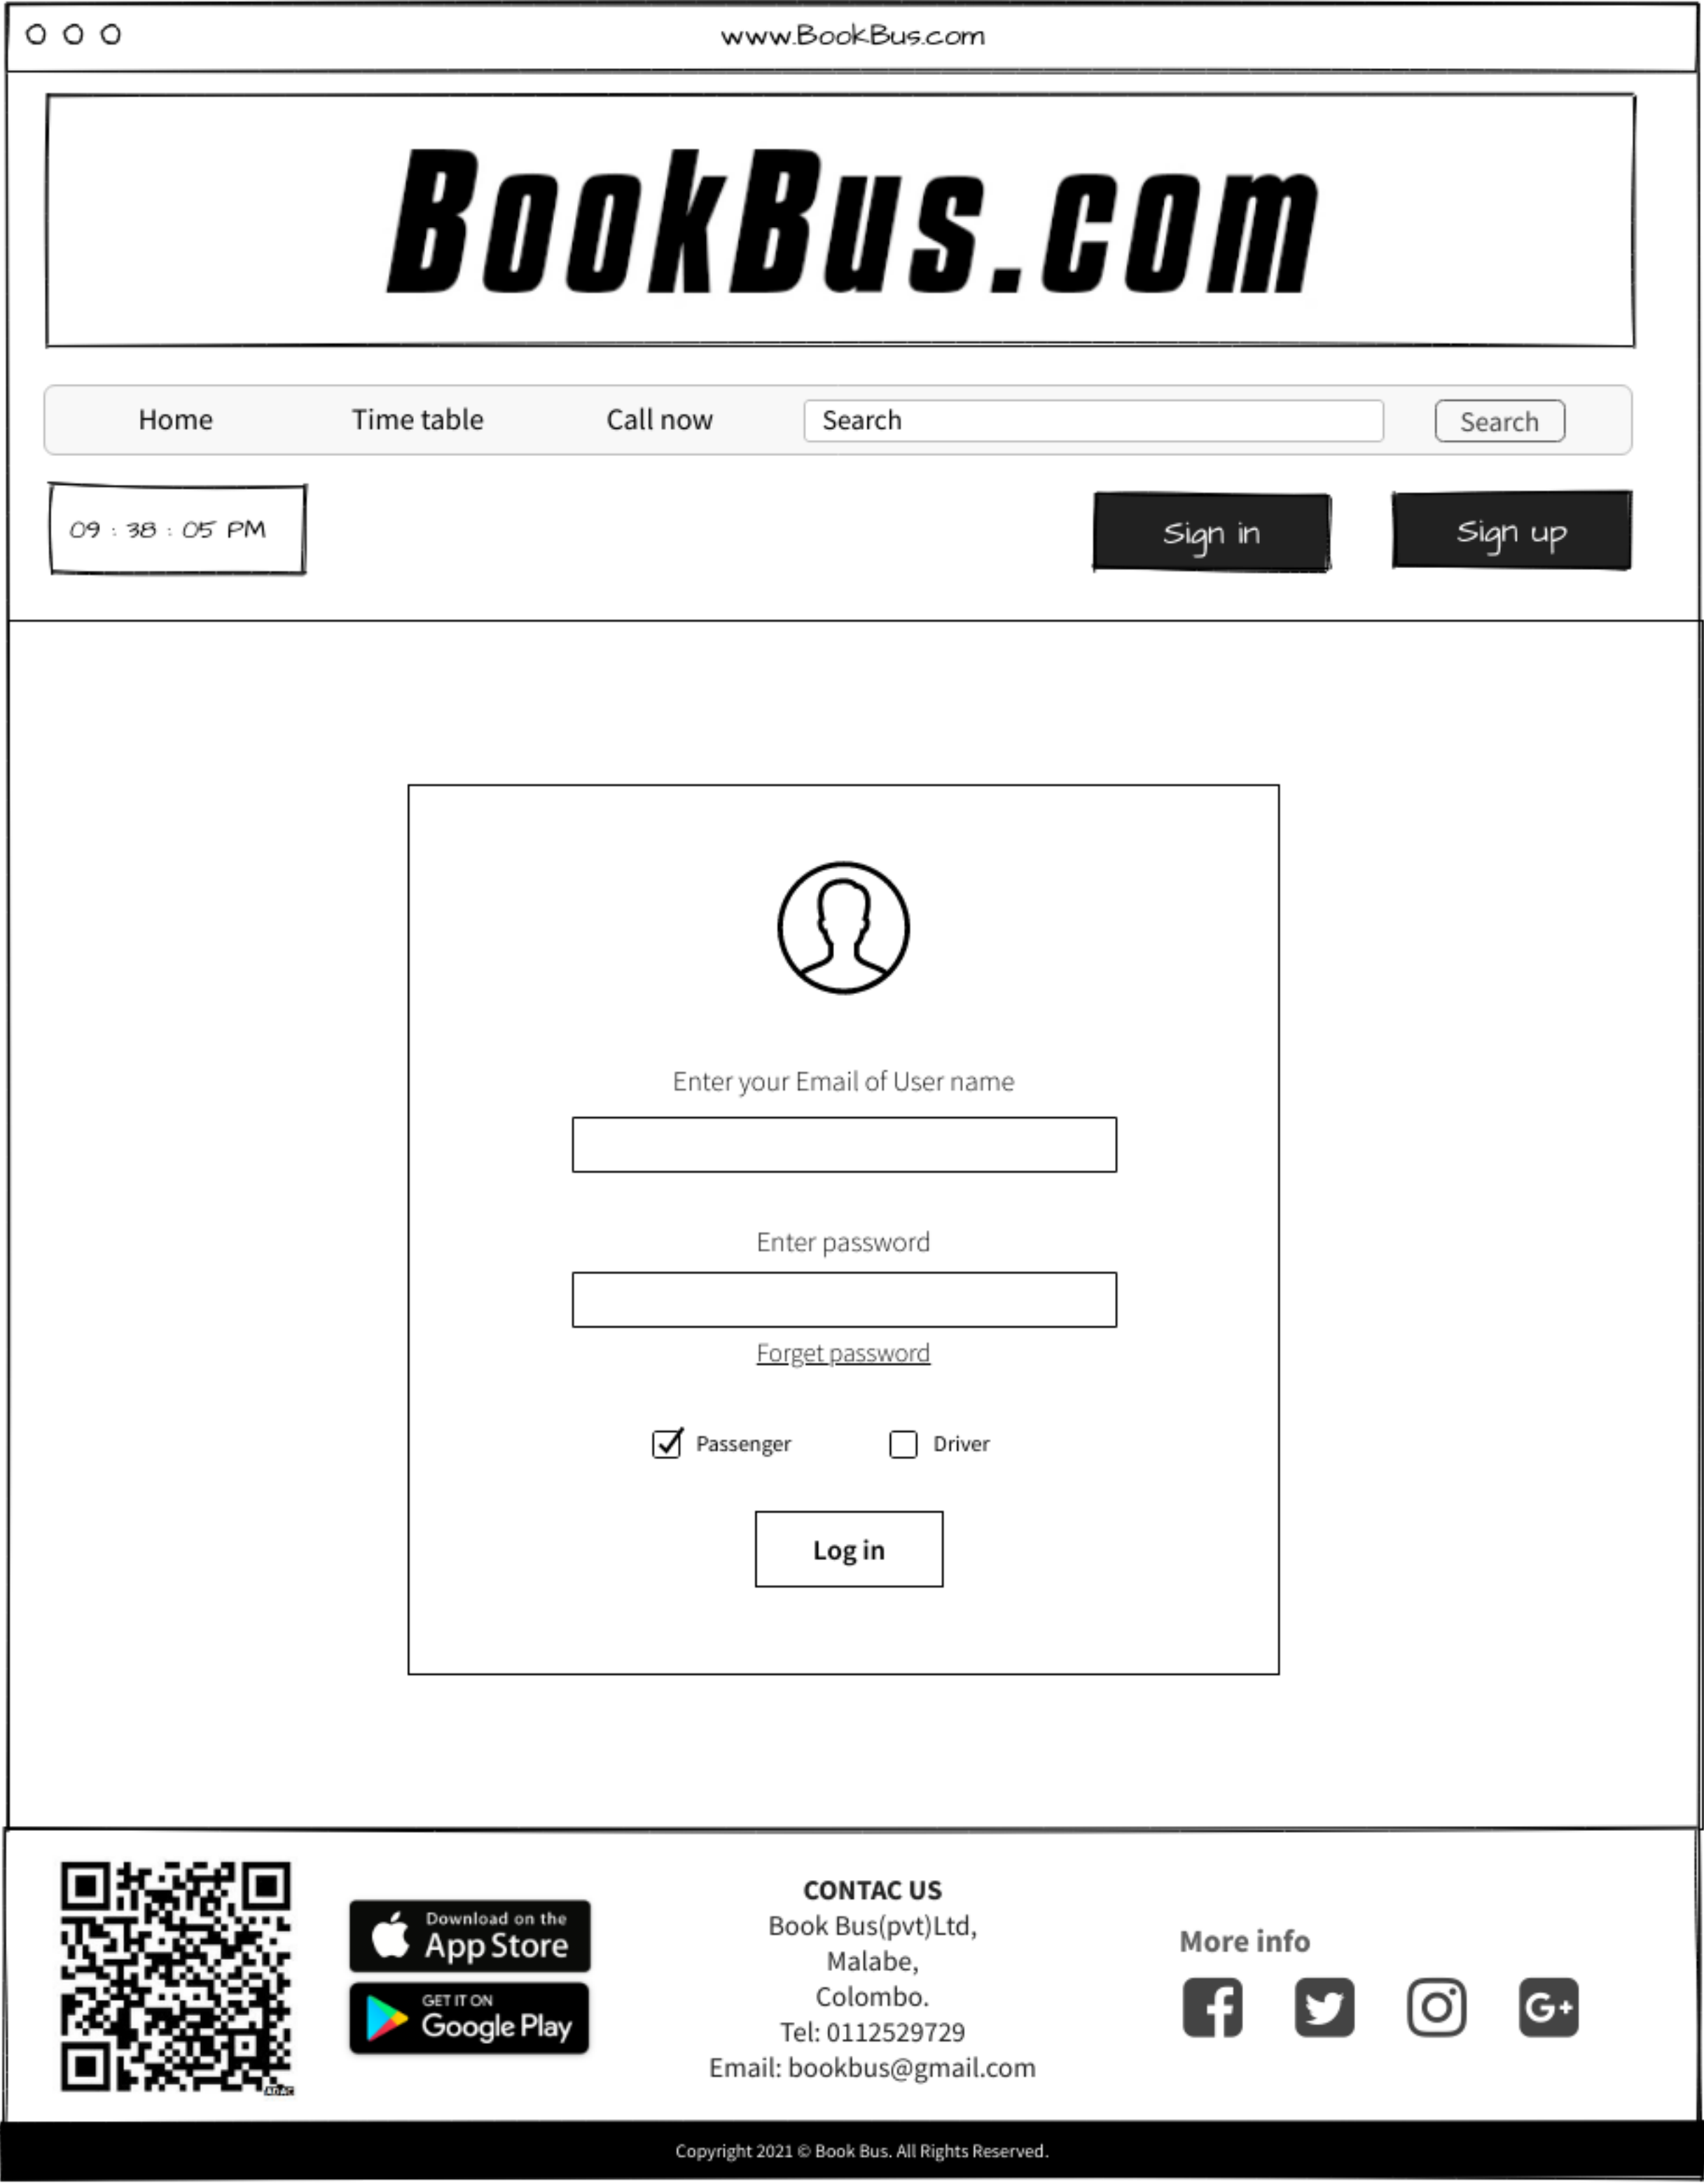 www.BookBus.com
BookBus.com
Home Time table Call now Search Search
09 : 38 : 05 PM Sign in Sign up
Enter your Email of User name
Enter password
Forget password
Passenger Driver
Log in
Download on the
App Store
GET IT ON
Google Play
CONTAC US
Book Bus(pvt)Ltd,
Malabe,
Colombo.
Tel: 0112529729
Email: bookbus@gmail.com
More info
G+
Copyright 2021 © Book Bus. All Rights Reserved.